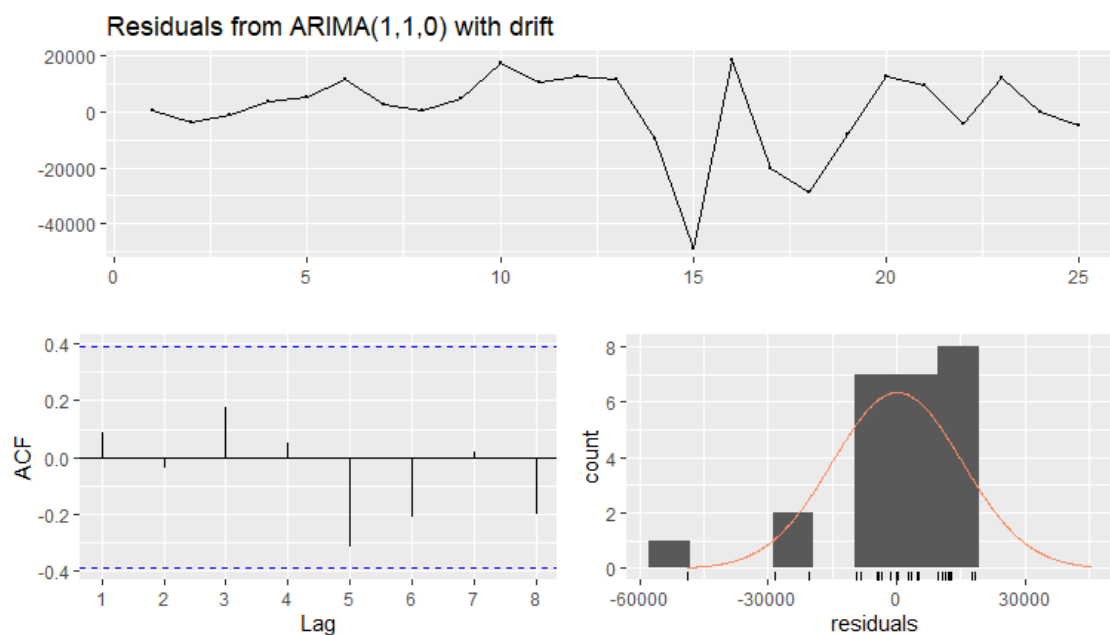 Residuals from ARIMA(1,1,0) with drift
20000
0
-20000
-40000
0 5 10 15 20 25
ACF
0.4
0.2
0.0
-0.2
-0.4
1 2 3 4 5 6 7 8
Lag
count
8
6
4
2
0
-60000 -30000 0 30000
residuals